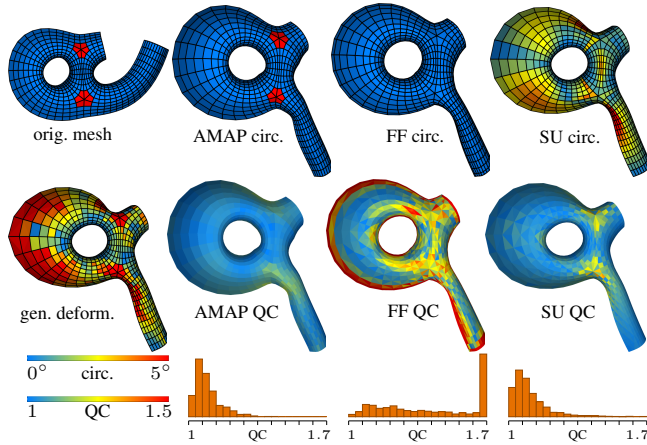 orig. mesh
AMAP circ.
FF circ.
SU circ.
gen. deform.
AMAP QC
FF QC
SU QC
0° circ. 5°
1 QC 1.5
1 QC 1.7
1 QC 1.7
1 QC 1.7